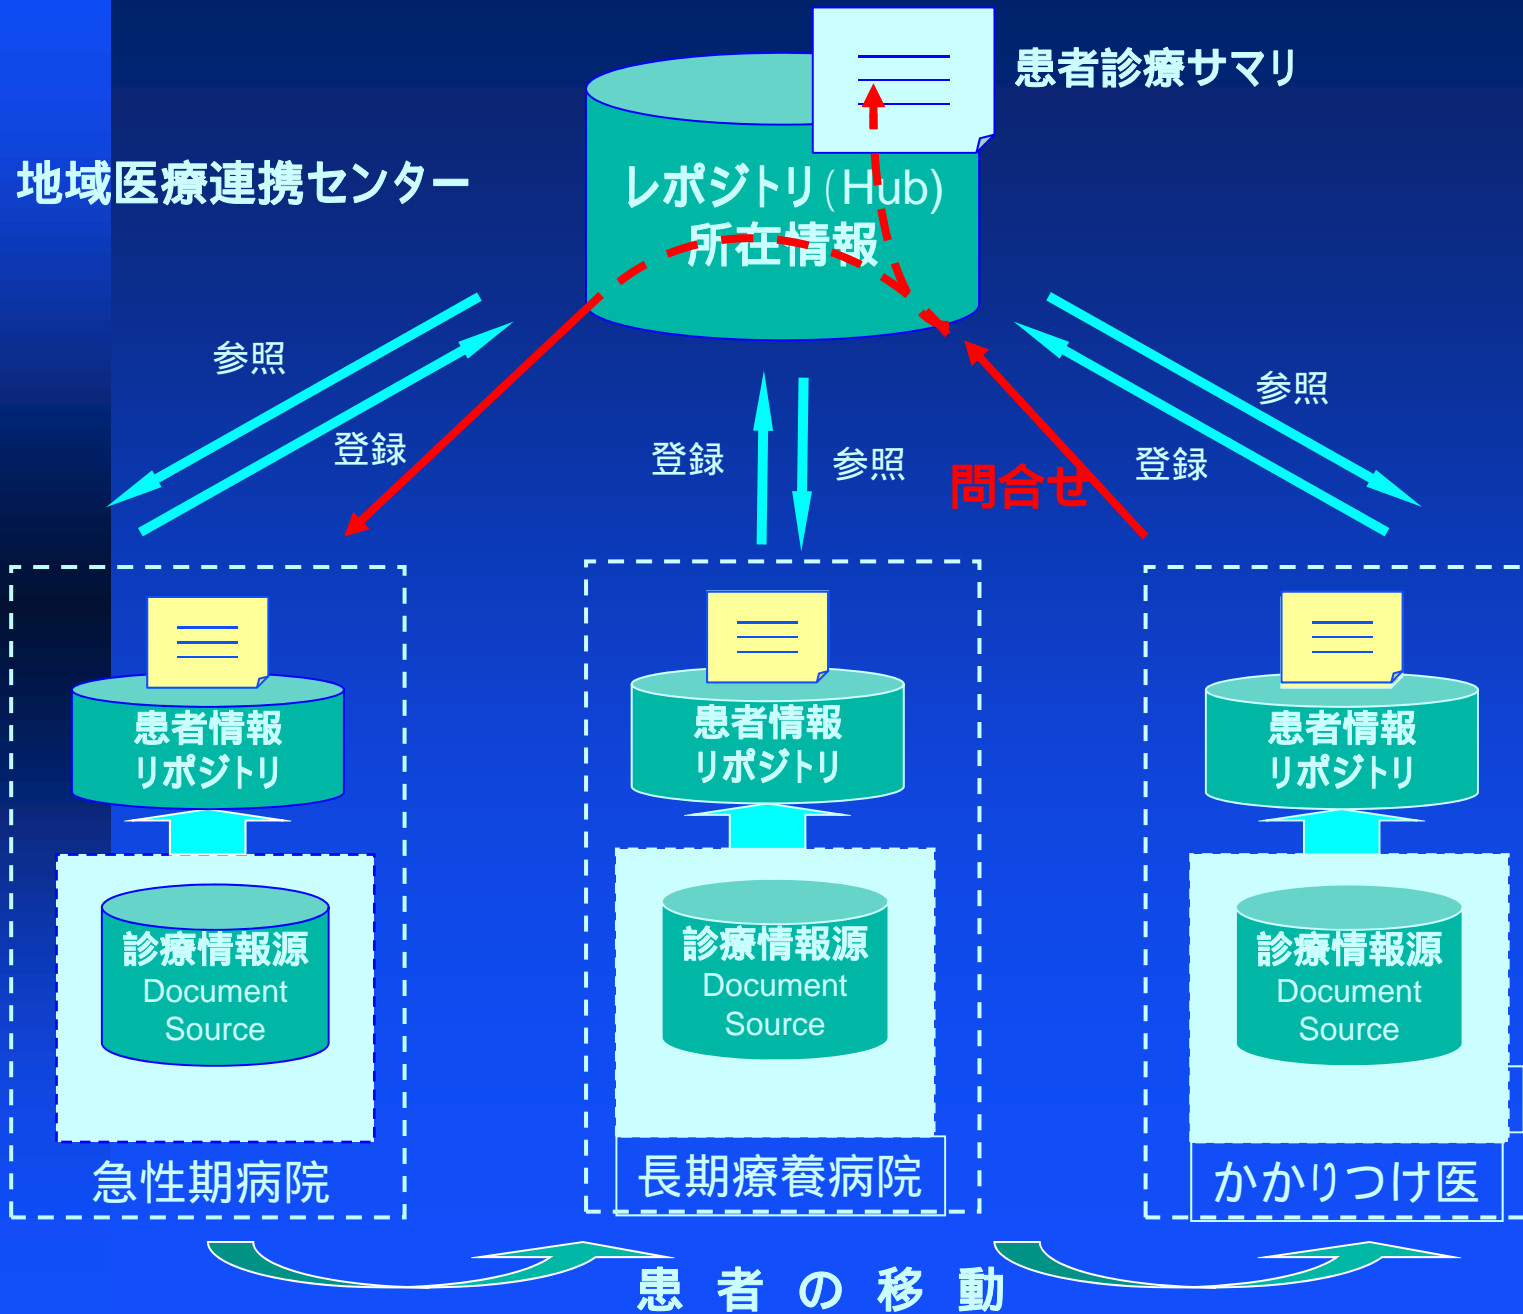 患者診療サマリ
地域医療連携センター
レポジトリ(Hub)
所在情報
参照
登録
登録
参照
問合せ
登録
参照
患者情報
リポジトリ
患者情報
リポジトリ
患者情報
リポジトリ
診療情報源
Document
Source
診療情報源
Document
Source
診療情報源
Document
Source
急性期病院
長期療養病院
かかりつけ医
患者の移動